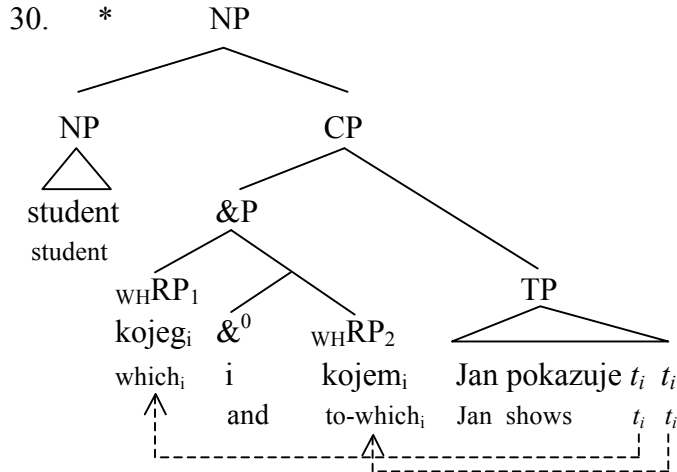 30. * NP
NP CP
student &P
student
WHRP1 TP
kojegi &0 WHRP2
whichi i kojemi Jan pokazuje ti ti
and to-whichi Jan shows ti ti